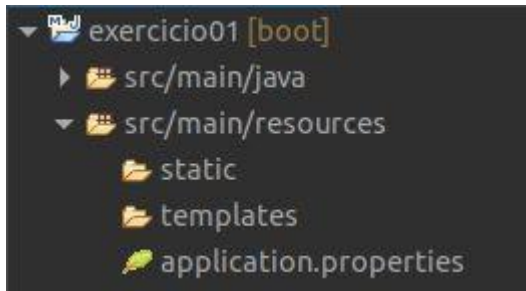 exercicio01 [boot]
src/main/java
src/main/resources
static
templates
application.properties